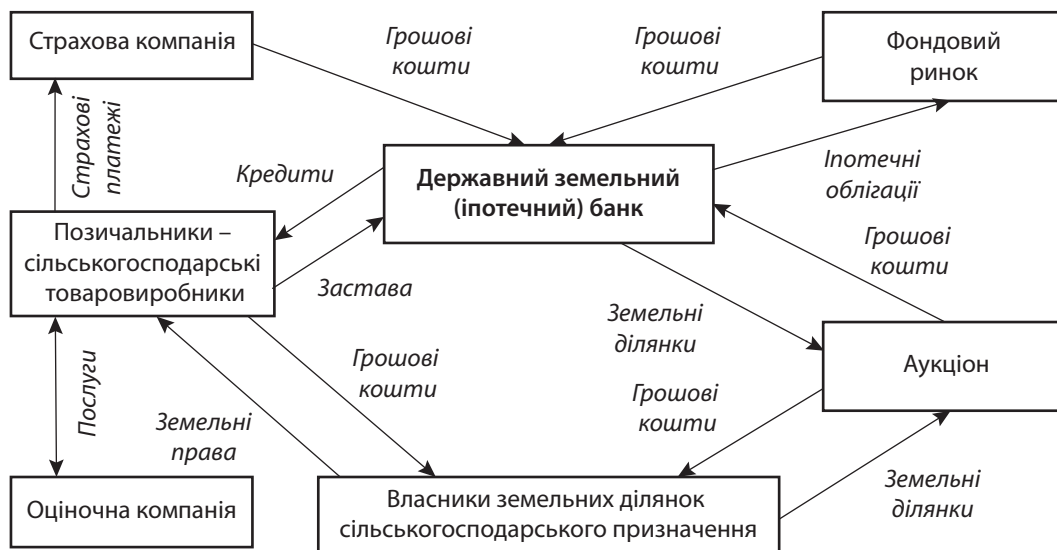 Страхова компанія
Грошові
кошти
Грошові
кошти
Фондовий
ринок
Страхові
платежі
Кредити
Державний земельний
(іпотечний) банк
Іпотечні
облігації
Позичальники –
сільськогосподарські
товаровиробники
Застава
Грошові
кошти
Земельні
ділянки
Аукціон
Послуги
Грошові
кошти
Грошові
кошти
Земельні
права
Оціночна компанія
Власники земельних ділянок
сільськогосподарського призначення
Земельні
ділянки